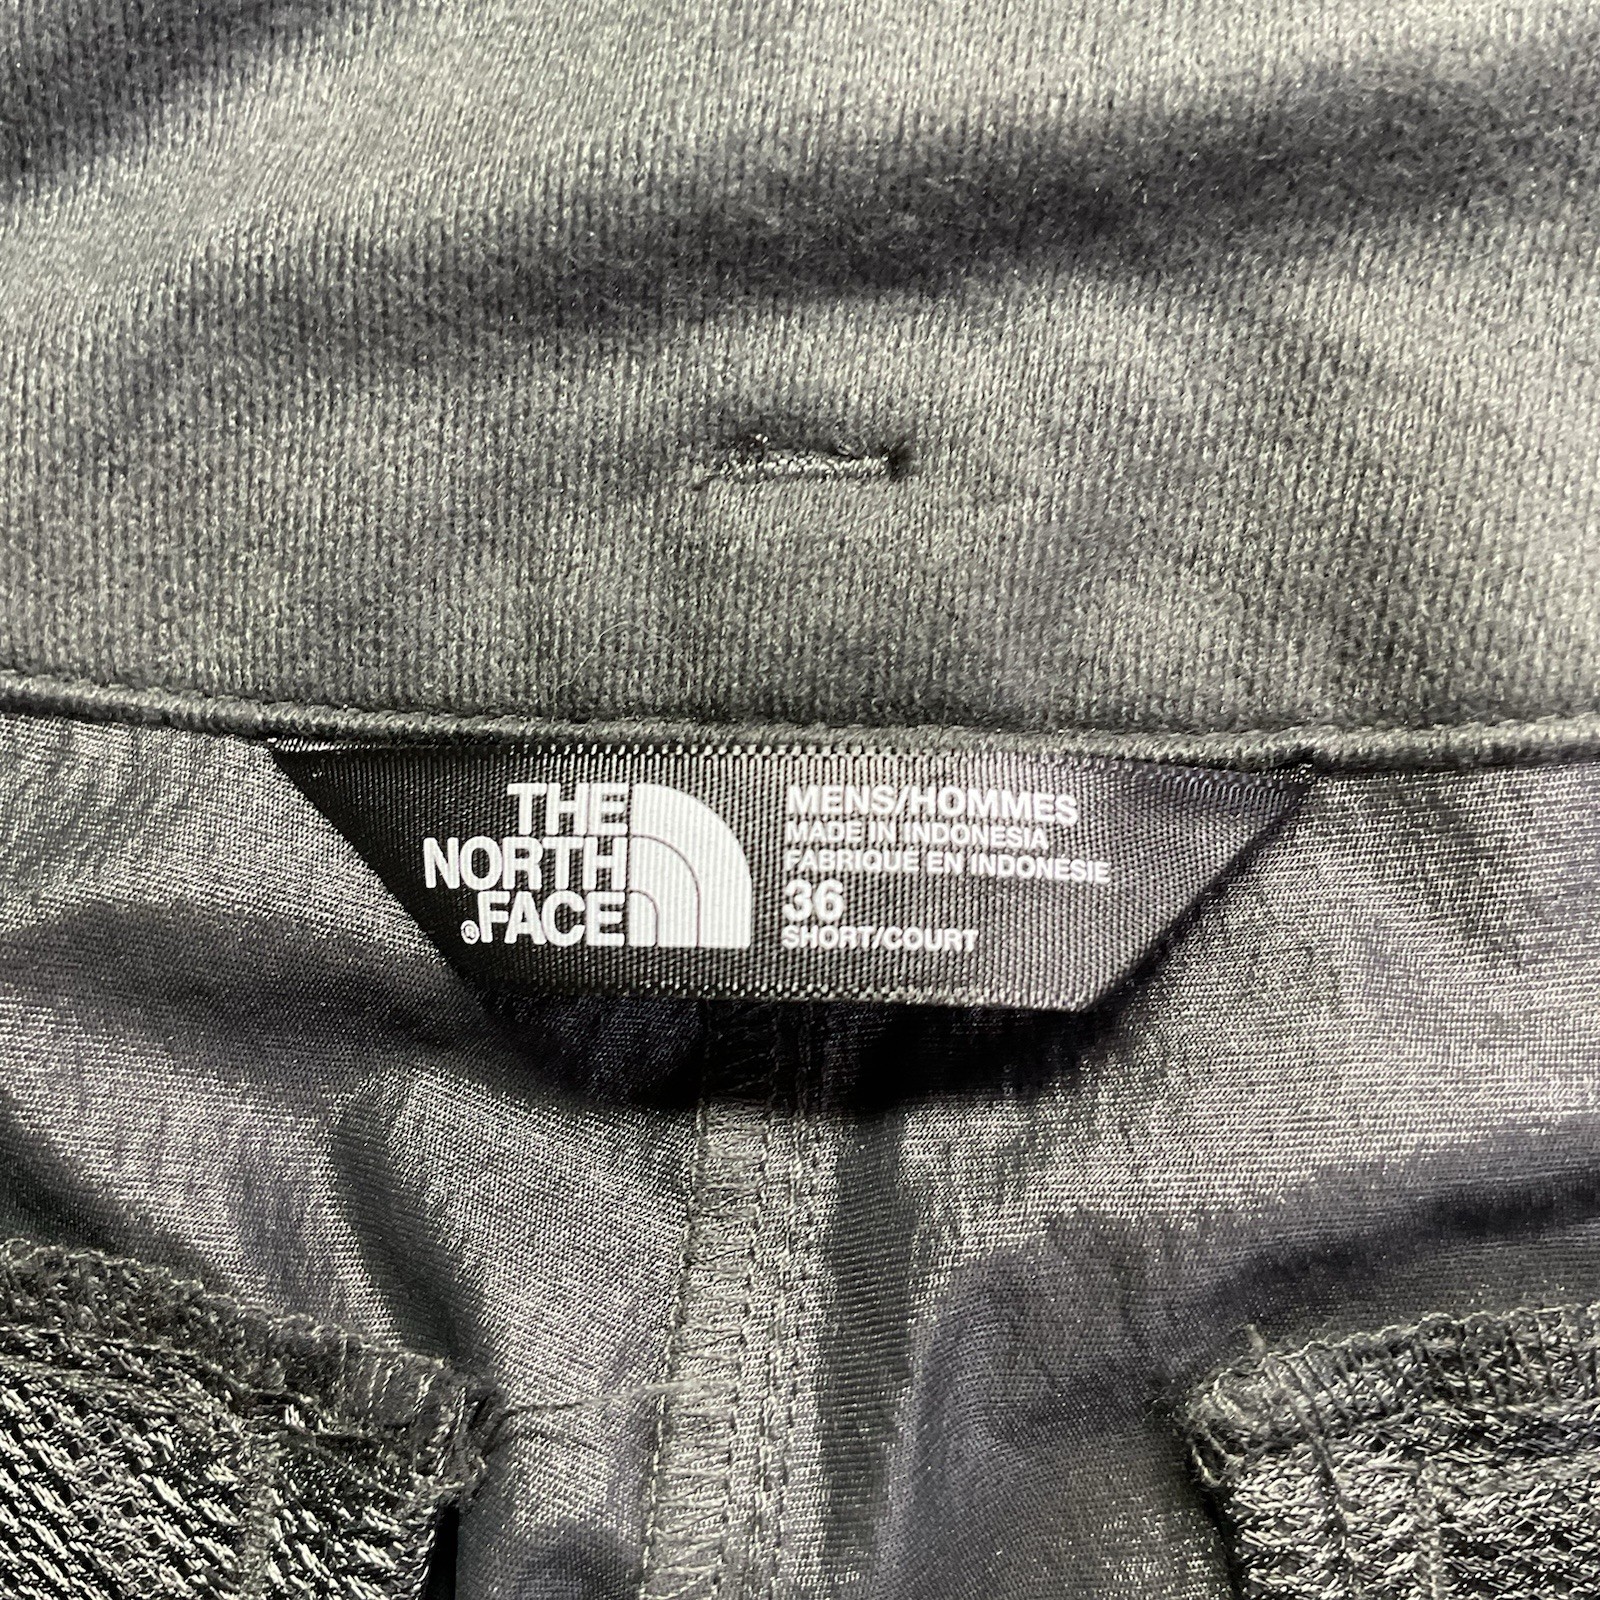 THE
NORTH
®FACE
MENS/HOMMES
MADE IN INDONESIA
FABRIQUE EN INDONESIE
36
SHORT/COURT